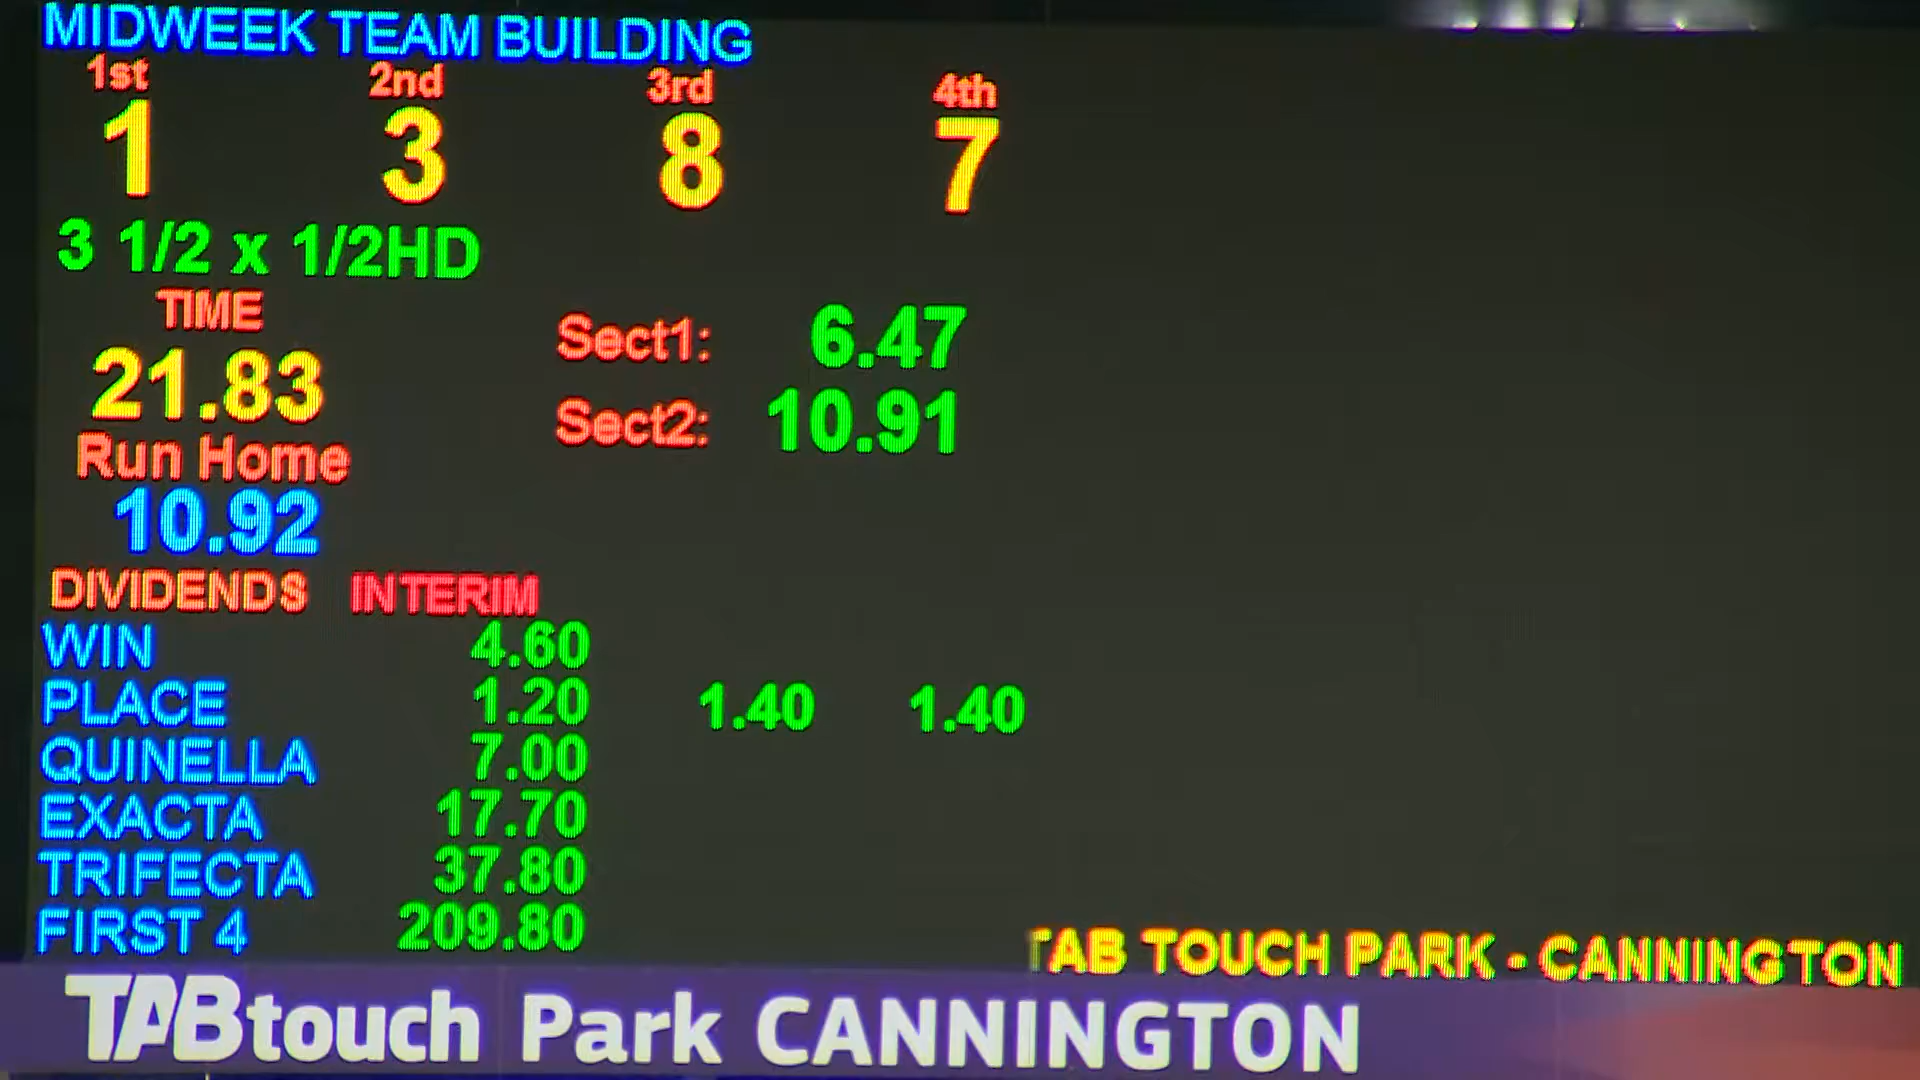 MIDWEEK TEAM BUILDING
1st 2nd 3rd 4th
1 3 8 7
3 1/2 x 1/2HD
TIME
21.83
Sect1: 6.47
Sect2: 10.91
Run Home
10.92
DIVIDENDS INTERIM
WIN 4.60
PLACE 1.20 1.40 1.40
QUINELLA 7.00
EXACTA 17.70
TRIFECTA 37.80
FIRST 4 209.80
TAB TOUCH PARK - CANNINGTON
TABtouch Park CANNINGTON